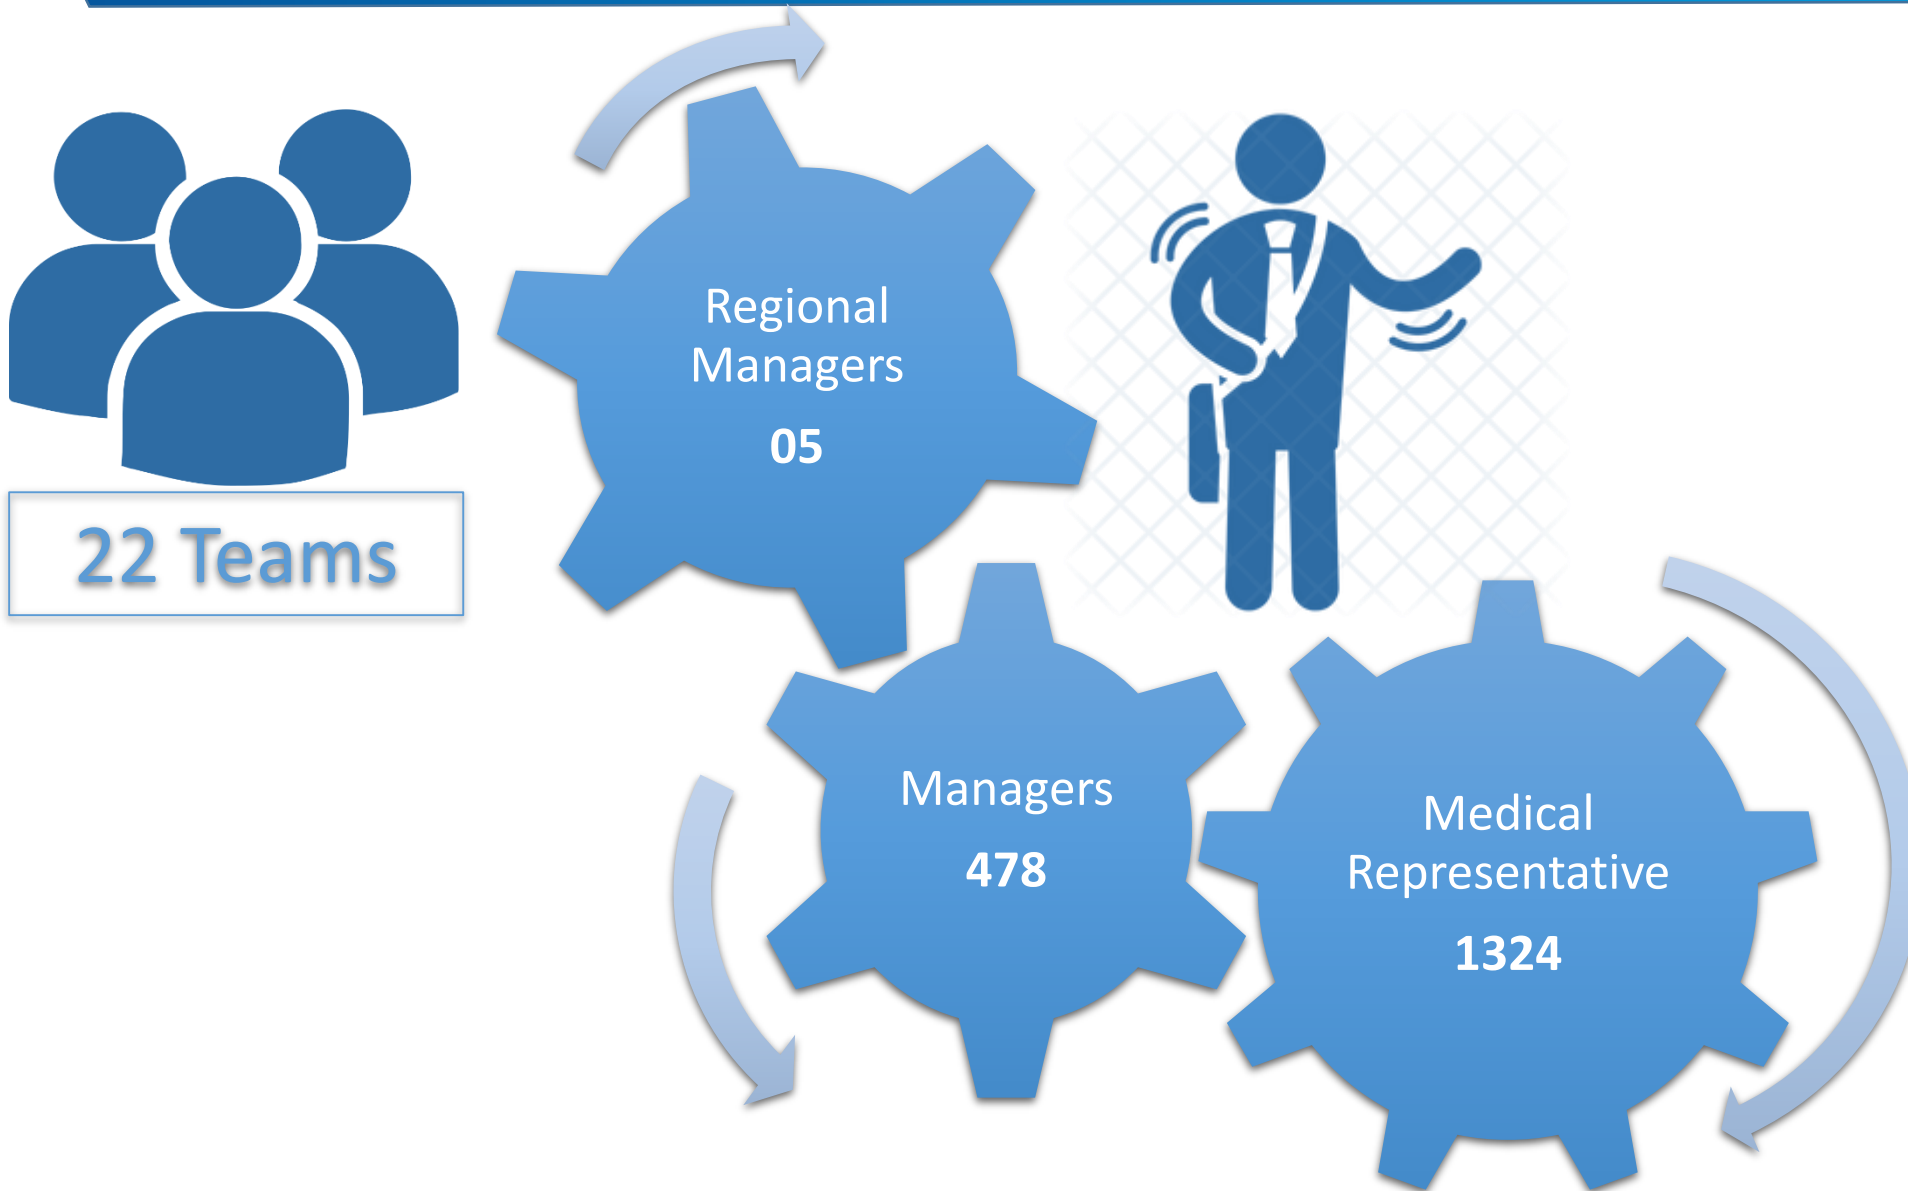 22 Teams
Regional
Managers
05
Managers
478
Medical
Representative
1324